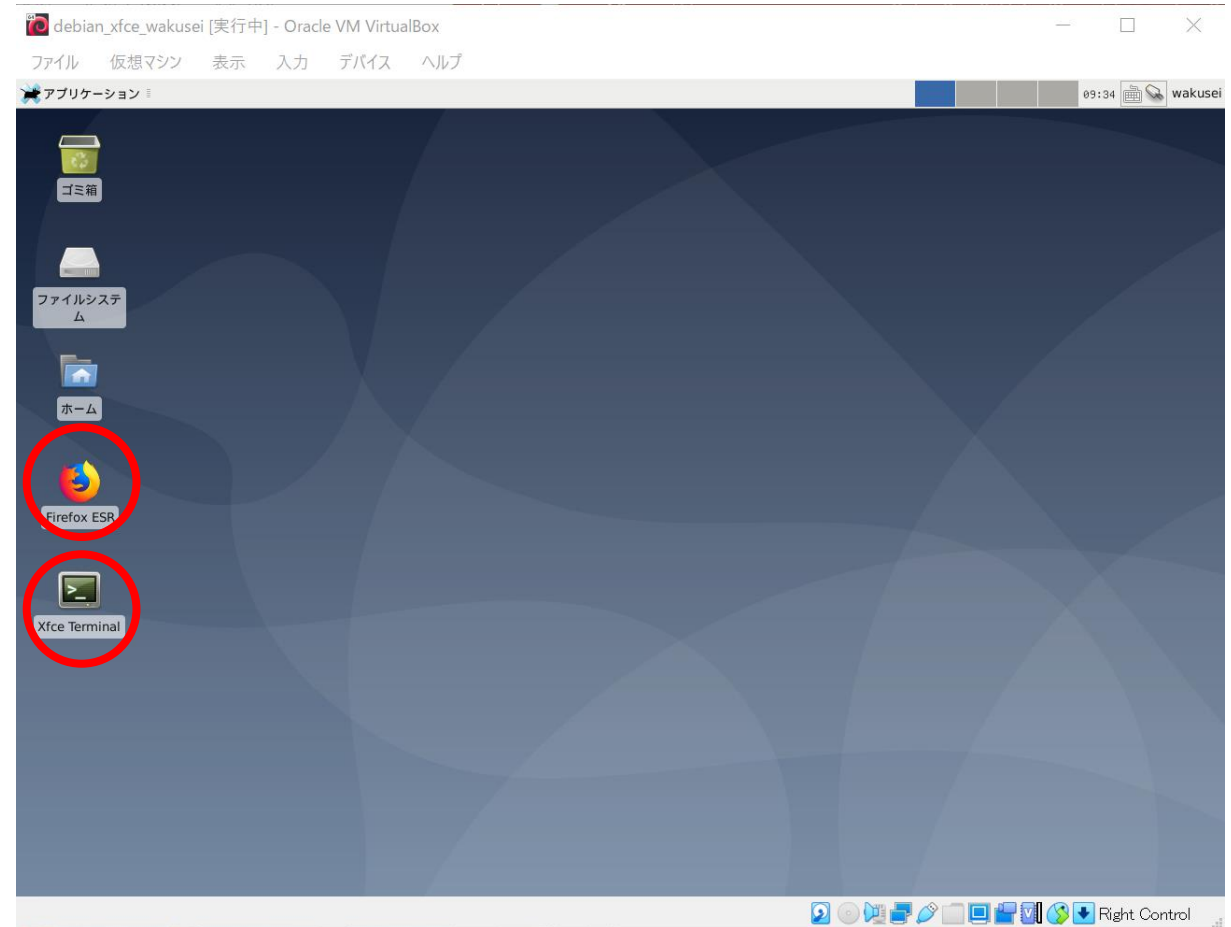 debian_xfce_wakusei [実行中] - Oracle VM VirtualBox
ファイル 仮想マシン 表示 入力 デバイス ヘルプ
アプリケーション 09:34 wakusei
ゴミ箱
ファイルシステ
ム
ホーム
Firefox ESR
>_
Xfce Terminal
Right Control